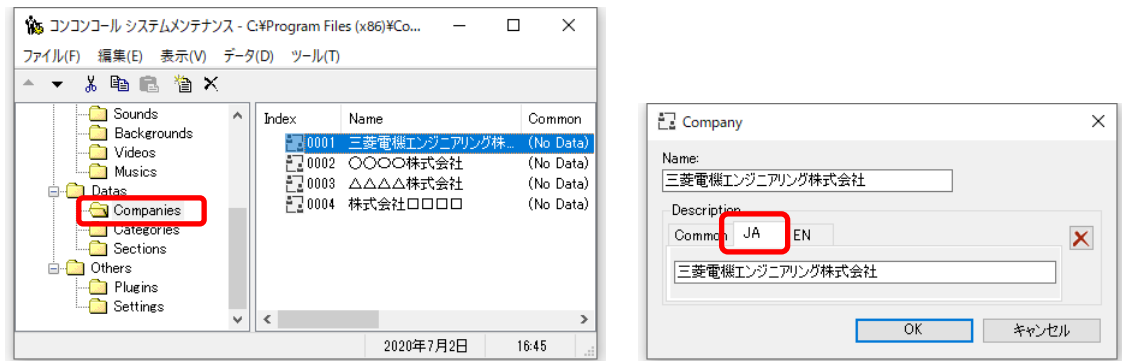 コンコンコール システムメンテナンス - C:¥Program Files (x86)¥Co...
ファイル(F) 編集(E) 表示(V) データ(D) ツール(T)
Sounds
Backgrounds
Videos
Musics
Datas
Companies
Categories
Sections
Others
Plugins
Settings
Index Name Common
0001 三菱電機エンジニアリング株... (No Data)
0002 〇〇〇〇株式会社 (No Data)
0003 △△△△株式会社 (No Data)
0004 株式会社□□□□ (No Data)
2020年7月2日 16:45
Company
Name:
三菱電機エンジニアリング株式会社
Description
Common JA EN
三菱電機エンジニアリング株式会社
OK キャンセル